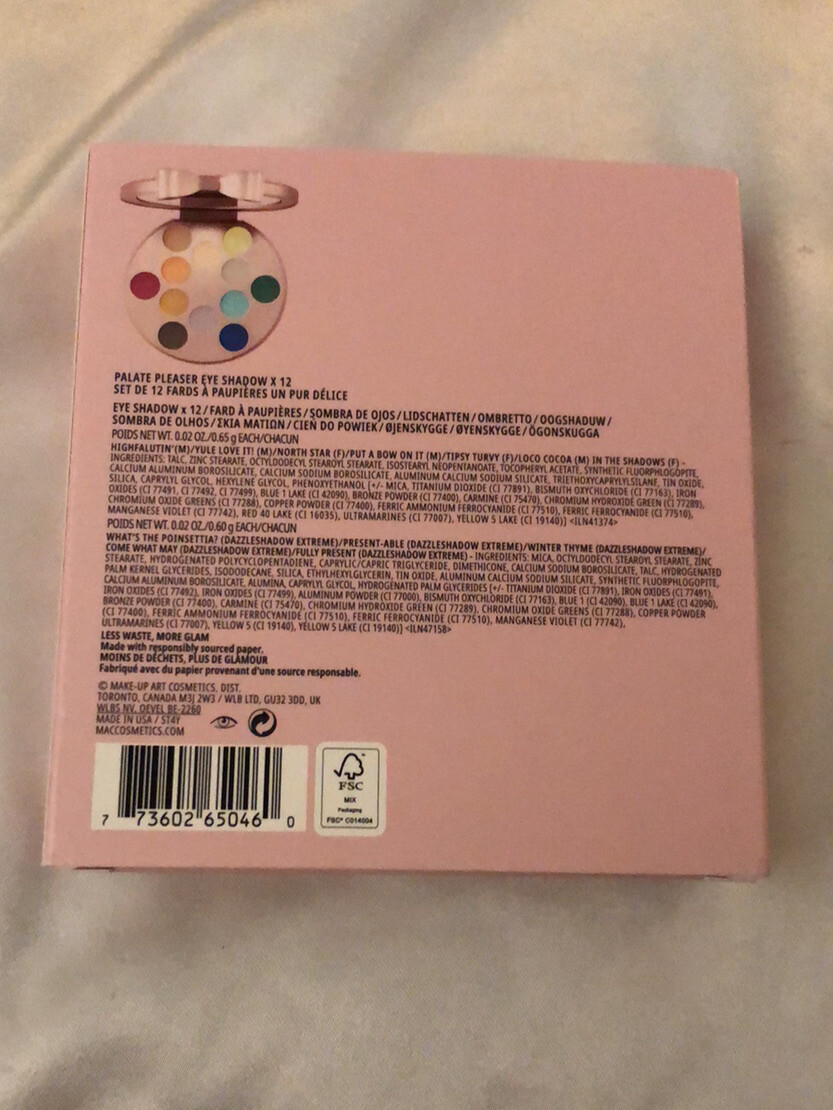 PALATE PLEASER EYE SHADOW X 12
SET DE 12 FARDS À PAUPIÈRES UN PUR DÉLICE
EYE SHADOW x 12 / FARD À PAUPIÈRES / SOMBRA DE OJOS / LIDSCHATTEN / OMBRETTO / OOGSHADUW /
SOMBRA DE OLHOS / ΣΚΙΑ ΜΑΤΙΩΝ / CIEŃ DO POWIEK / ØJENSKYGGE / ØYENSKYGGE / ÖGONSKUGGA
POIDS NET WT. 0.02 OZ./0.65 g EACH/CHACUN
HIGHFALUTIN'(M)/YULE LOVE IT! (M)/NORTH STAR (F)/PUT A BOW ON IT (M)/TIPSY TURVY (F)/LOCO COCOA (M) IN THE SHADOWS (F) -
INGREDIENTS: TALC, ZINC STEARATE, OCTYLDODECYL STEAROYL STEARATE, ISOSTEARYL NEOPENTANOATE, TOCOPHERYL ACETATE, SYNTHETIC FLUORPHLOGOPITE,
CALCIUM ALUMINUM BOROSILICATE, CALCIUM SODIUM BOROSILICATE, ALUMINUM CALCIUM SODIUM SILICATE, TRIETHOXYCAPRYLYLSILANE, TIN OXIDE,
SILICA, CAPRYLYL GLYCOL, HEXYLENE GLYCOL, PHENOXYETHANOL [+/- MICA, TITANIUM DIOXIDE (CI 77891), BISMUTH OXYCHLORIDE (CI 77163), IRON
OXIDES (CI 77491, CI 77492, CI 77499), BLUE 1 LAKE (CI 42090), BRONZE POWDER (CI 77400), CARMINE (CI 75470), CHROMIUM HYDROXIDE GREEN (CI 77289),
CHROMIUM OXIDE GREENS (CI 77288), COPPER POWDER (CI 77400), FERRIC AMMONIUM FERROCYANIDE (CI 77510), FERRIC FERROCYANIDE (CI 77510),
MANGANESE VIOLET (CI 77742), RED 40 LAKE (CI 16035), ULTRAMARINES (CI 77007), YELLOW 5 LAKE (CI 19140)] <ILN41374>
POIDS NET WT. 0.02 OZ./0.60 g EACH/CHACUN
WHAT'S THE POINSETTIA? (DAZZLESHADOW EXTREME)/PRESENT-ABLE (DAZZLESHADOW EXTREME)/WINTER THYME (DAZZLESHADOW EXTREME)/
COME WHAT MAY (DAZZLESHADOW EXTREME)/FULLY PRESENT (DAZZLESHADOW EXTREME) - INGREDIENTS: MICA, OCTYLDODECYL STEAROYL STEARATE, ZINC
STEARATE, HYDROGENATED POLYCYCLOPENTADIENE, CAPRYLIC/CAPRIC TRIGLYCERIDE, DIMETHICONE, CALCIUM SODIUM BOROSILICATE, TALC, HYDROGENATED
PALM KERNEL GLYCERIDES, ISODODECANE, SILICA, ETHYLHEXYLGLYCERIN, TIN OXIDE, ALUMINUM CALCIUM SODIUM SILICATE, SYNTHETIC FLUORPHLOGOPITE,
CALCIUM ALUMINUM BOROSILICATE, ALUMINA, CAPRYLYL GLYCOL, HYDROGENATED PALM GLYCERIDES [+/- TITANIUM DIOXIDE (CI 77891), IRON OXIDES (CI 77491),
IRON OXIDES (CI 77492), IRON OXIDES (CI 77499), ALUMINUM POWDER (CI 77000), BISMUTH OXYCHLORIDE (CI 77163), BLUE 1 (CI 42090), BLUE 1 LAKE (CI 42090),
BRONZE POWDER (CI 77400), CARMINE (CI 75470), CHROMIUM HYDROXIDE GREEN (CI 77289), CHROMIUM OXIDE GREENS (CI 77288), COPPER POWDER
(CI 77400), FERRIC AMMONIUM FERROCYANIDE (CI 77510), FERRIC FERROCYANIDE (CI 77510), MANGANESE VIOLET (CI 77742),
ULTRAMARINES (CI 77007), YELLOW 5 (CI 19140), YELLOW 5 LAKE (CI 19140)] <ILN47158>
LESS WASTE, MORE GLAM
Made with responsibly sourced paper.
MOINS DE DÉCHETS, PLUS DE GLAMOUR
Fabriqué avec du papier provenant d'une source responsable.
© MAKE-UP ART COSMETICS, DIST.
TORONTO, CANADA M3J 2W3 / WLB LTD, GU32 3DD, UK
WLBS NV. OEVEL BE-2260
MADE IN USA / ST4Y
MACCOSMETICS.COM
7 73602 65046 0
FSC
MIX
Packaging
FSC® C014004